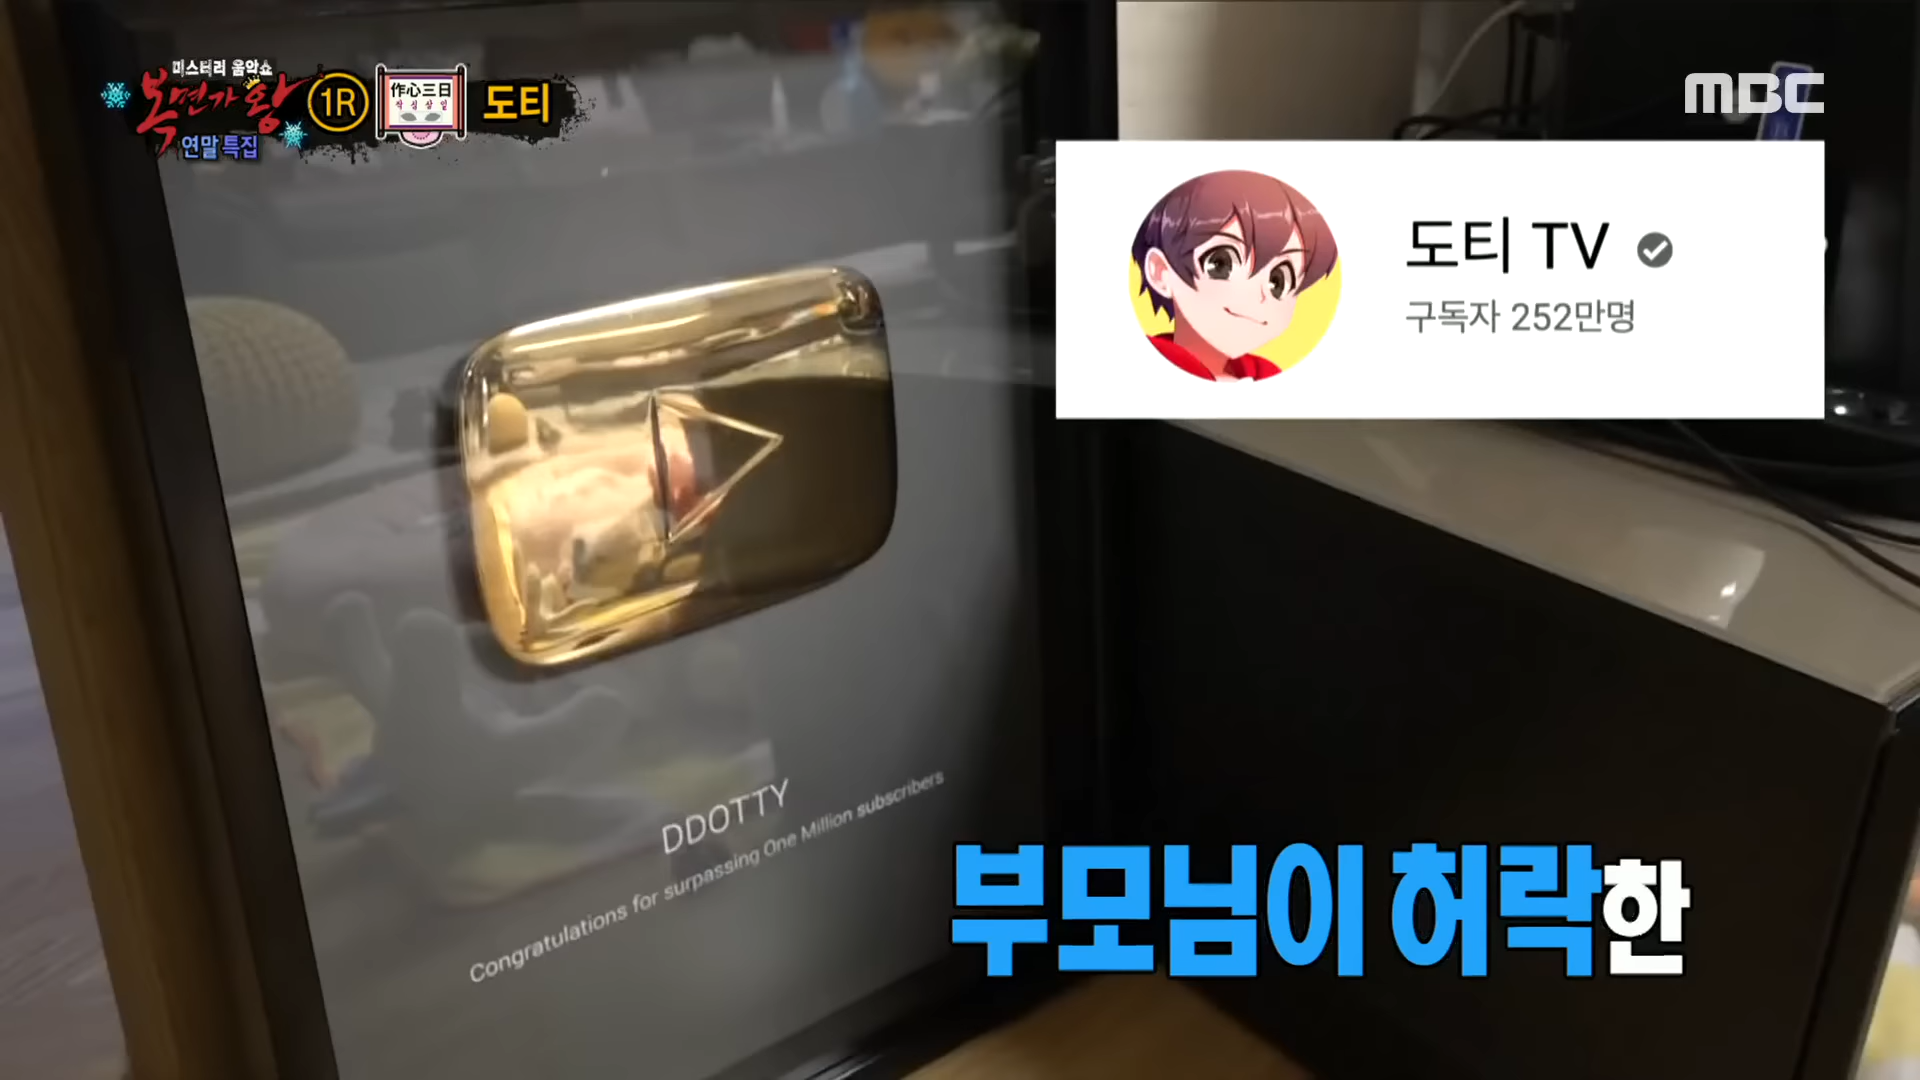 미스터리 음악쇼
복면가왕
연말 특집
1R
作心三日
작심삼일
도티
MBC
도티 TV
구독자 252만명
DDOTTY
Congratulations for surpassing One Million subscribers
부모님이 허락한